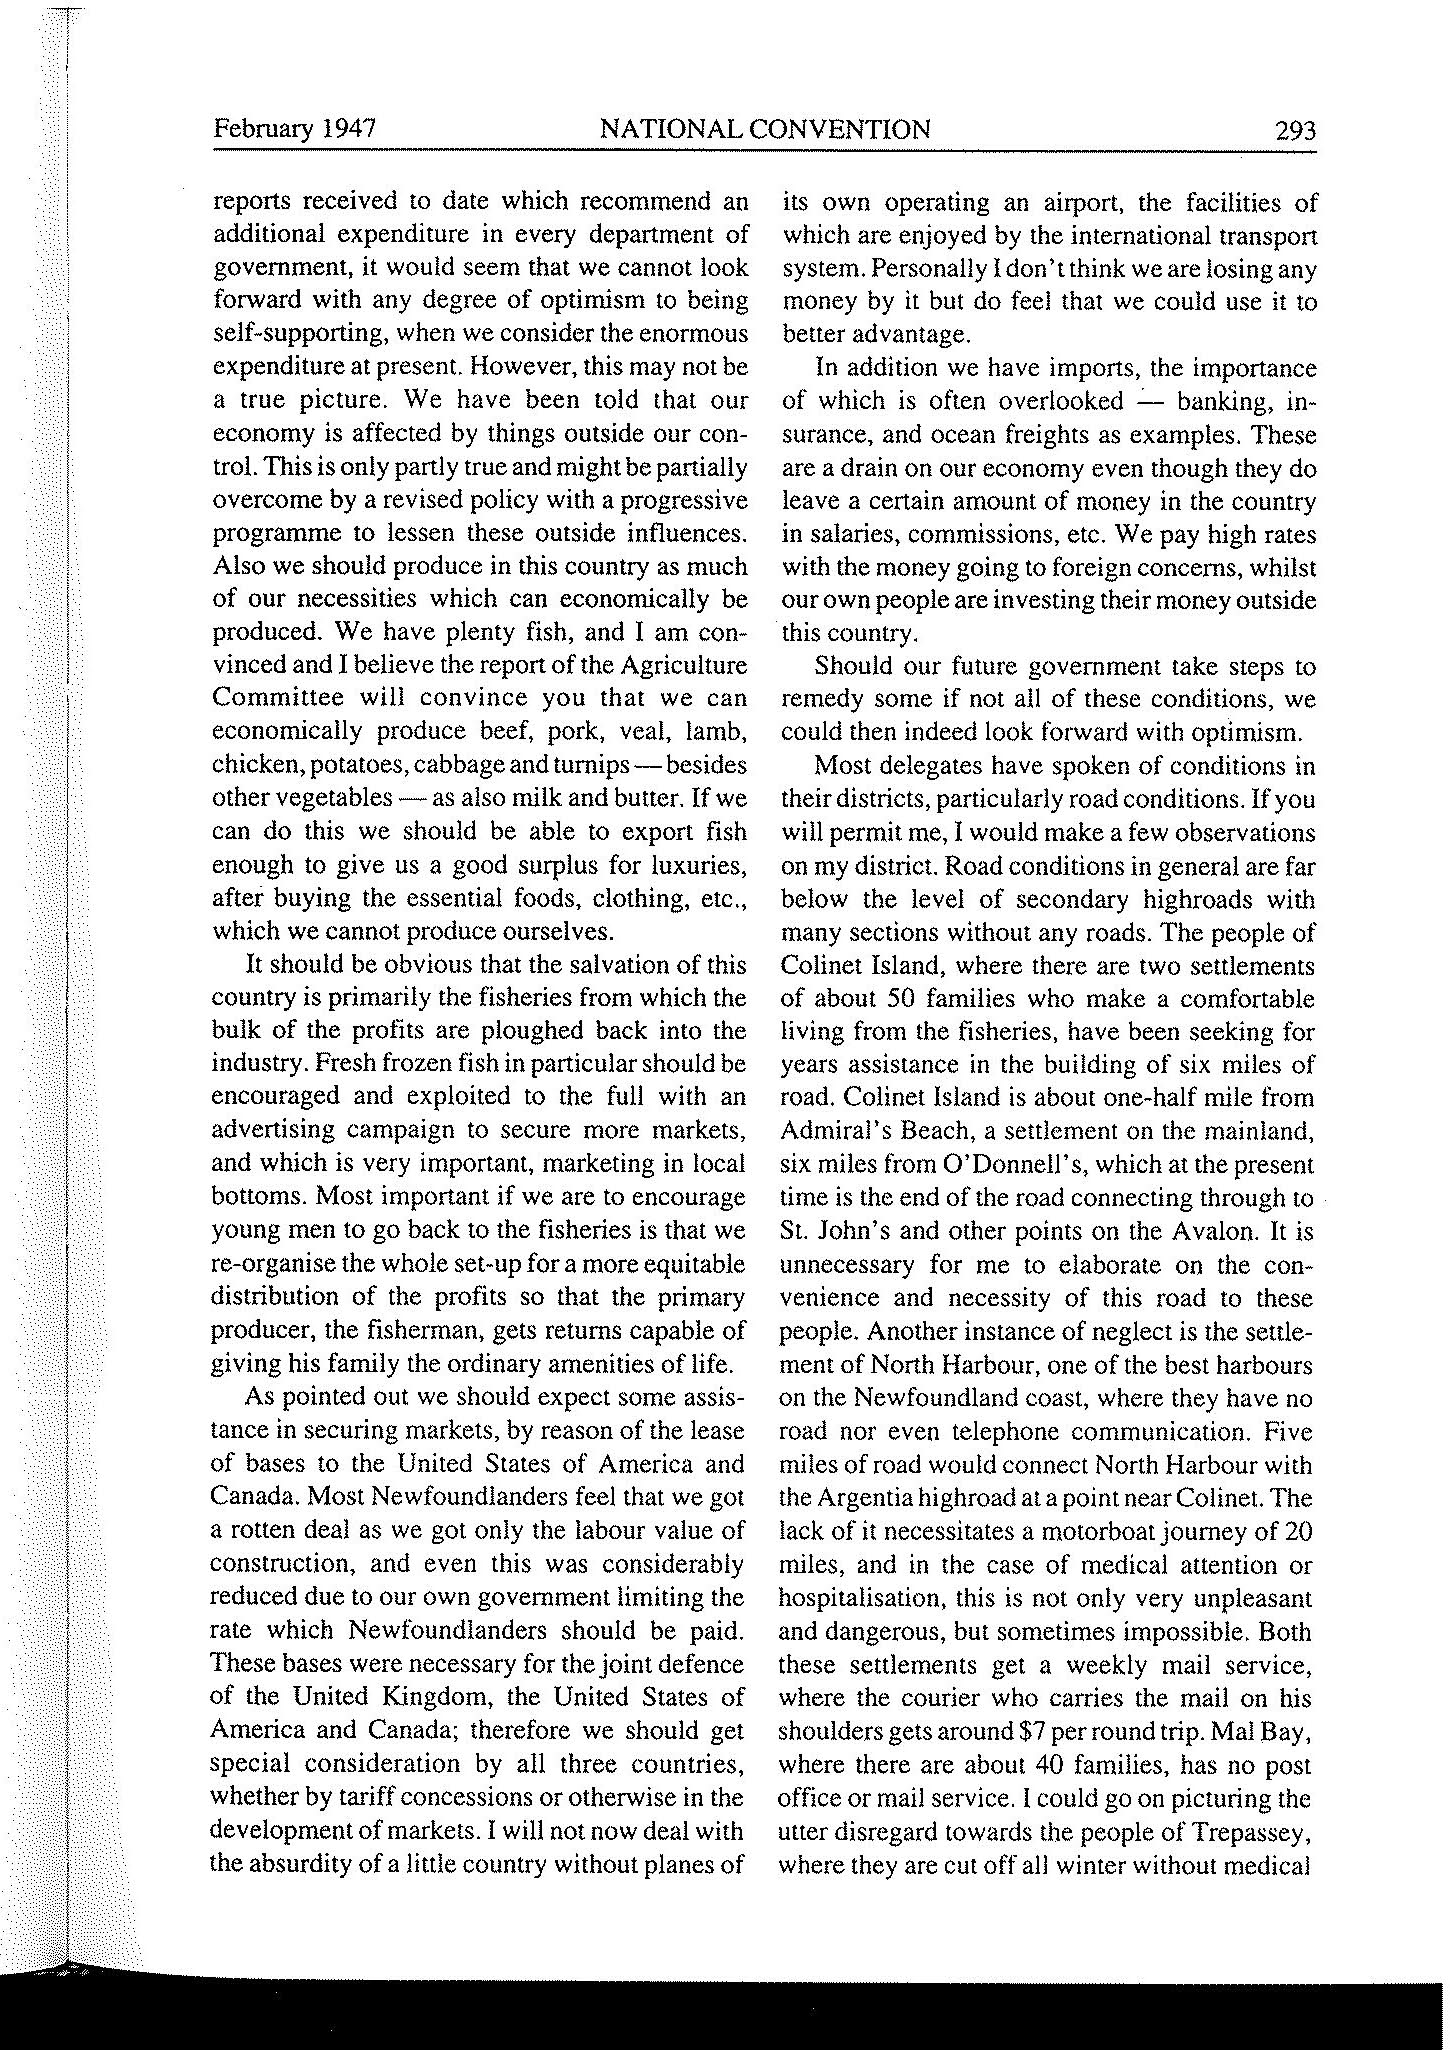 February 1947
NATIONAL CONVENTION
293
reports received to date which recommend an
additional expenditure in every department of
government, it would seem that we cannot look
forward with any degree of optimism to being
self-supporting, when we consider the enormous
expenditure at present. However, this may not be
a true picture. We have been told that our
economy is affected by things outside our con-
trol. This is only partly true and might be partially
overcome by a revised policy with a progressive
programme to lessen these outside influences.
Also we should produce in this country as much
of our necessities which can economically be
produced. We have plenty fish, and I am con-
vinced and I believe the report of the Agriculture
Committee will convince you that we can
economically produce beef, pork, veal, lamb,
chicken, potatoes, cabbage and turnips — besides
other vegetables — as also milk and butter. If we
can do this we should be able to export fish
enough to give us a good surplus for luxuries,
after buying the essential foods, clothing, etc.,
which we cannot produce ourselves.
It should be obvious that the salvation of this
country is primarily the fisheries from which the
bulk of the profits are ploughed back into the
industry. Fresh frozen fish in particular should be
encouraged and exploited to the full with an
advertising campaign to secure more markets,
and which is very important, marketing in local
bottoms. Most important if we are to encourage
young men to go back to the fisheries is that we
re-organise the whole set-up for a more equitable
distribution of the profits so that the primary
producer, the fisherman, gets returns capable of
giving his family the ordinary amenities of life.
As pointed out we should expect some assis-
tance in securing markets, by reason of the lease
of bases to the United States of America and
Canada. Most Newfoundlanders feel that we got
a rotten deal as we got only the labour value of
construction, and even this was considerably
reduced due to our own government limiting the
rate which Newfoundlanders should be paid.
These bases were necessary for the joint defence
of the United Kingdom, the United States of
America and Canada; therefore we should get
special consideration by all three countries,
whether by tariff concessions or otherwise in the
development of markets. I will not now deal with
the absurdity of a little country without planes of
its own operating an airport, the facilities of
which are enjoyed by the international transport
system. Personally I don't think we are losing any
money by it but do feel that we could use it to
better advantage.
In addition we have imports, the importance
of which is often overlooked — banking, in-
surance, and ocean freights as examples. These
are a drain on our economy even though they do
leave a certain amount of money in the country
in salaries, commissions, etc. We pay high rates
with the money going to foreign concerns, whilst
our own people are investing their money outside
this country.
Should our future government take steps to
remedy some if not all of these conditions, we
could then indeed look forward with optimism.
Most delegates have spoken of conditions in
their districts, particularly road conditions. If you
will permit me, I would make a few observations
on my district. Road conditions in general are far
below the level of secondary highroads with
many sections without any roads. The people of
Colinet Island, where there are two settlements
of about 50 families who make a comfortable
living from the fisheries, have been seeking for
years assistance in the building of six miles of
road. Colinet Island is about one-half mile from
Admiral's Beach, a settlement on the mainland,
six miles from O'Donnell's, which at the present
time is the end of the road connecting through to
St. John's and other points on the Avalon. It is
unnecessary for me to elaborate on the con-
venience and necessity of this road to these
people. Another instance of neglect is the settle-
ment of North Harbour, one of the best harbours
on the Newfoundland coast, where they have no
road nor even telephone communication. Five
miles of road would connect North Harbour with
the Argentia highroad at a point near Colinet. The
lack of it necessitates a motorboat journey of 20
miles, and in the case of medical attention or
hospitalisation, this is not only very unpleasant
and dangerous, but sometimes impossible. Both
these settlements get a weekly mail service,
where the courier who carries the mail on his
shoulders gets around $7 per round trip. Mal Bay,
where there are about 40 families, has no post
office or mail service. I could go on picturing the
utter disregard towards the people of Trepassey,
where they are cut off all winter without medical